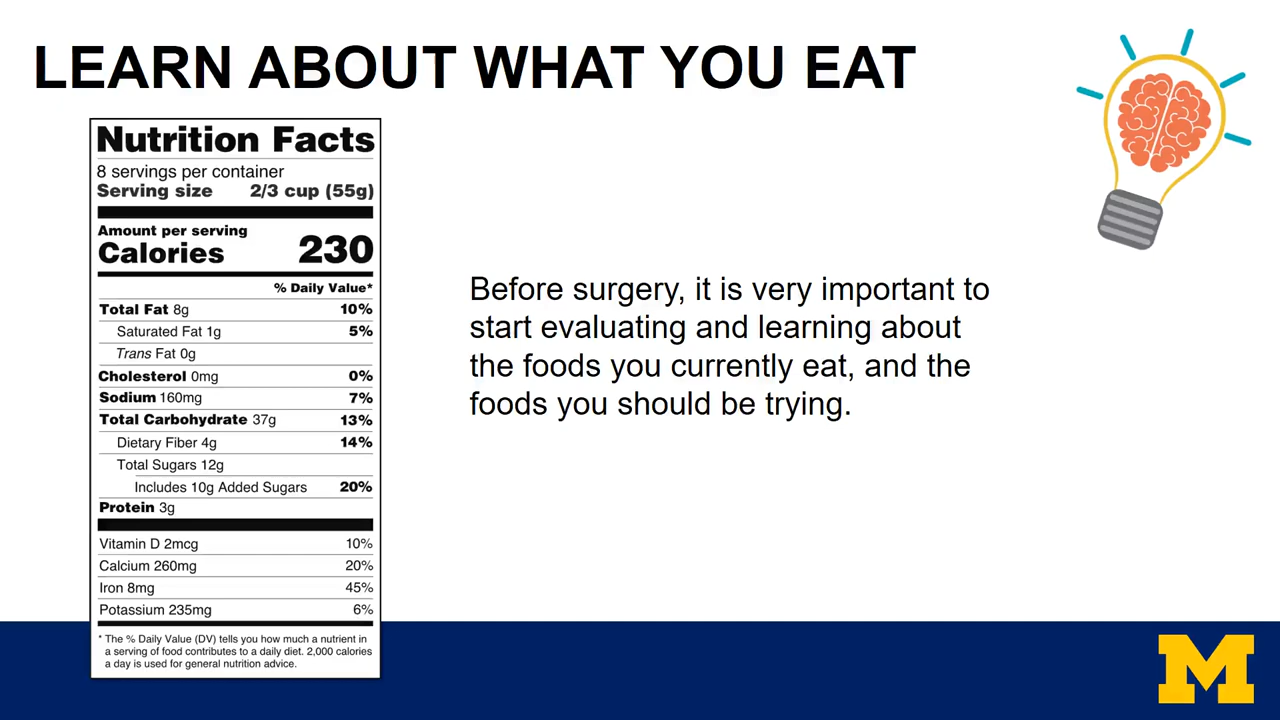 LEARN ABOUT WHAT YOU EAT
Nutrition Facts
8 servings per container
Serving size 2/3 cup (55g)
Amount per serving
Calories 230
% Daily Value*
Total Fat 8g 10%
Saturated Fat 1g 5%
Trans Fat 0g
Cholesterol 0mg 0%
Sodium 160mg 7%
Total Carbohydrate 37g 13%
Dietary Fiber 4g 14%
Total Sugars 12g
Includes 10g Added Sugars 20%
Protein 3g
Vitamin D 2mcg 10%
Calcium 260mg 20%
Iron 8mg 45%
Potassium 235mg 6%
* The % Daily Value (DV) tells you how much a nutrient in
a serving of food contributes to a daily diet. 2,000 calories
a day is used for general nutrition advice.
Before surgery, it is very important to
start evaluating and learning about
the foods you currently eat, and the
foods you should be trying.
M